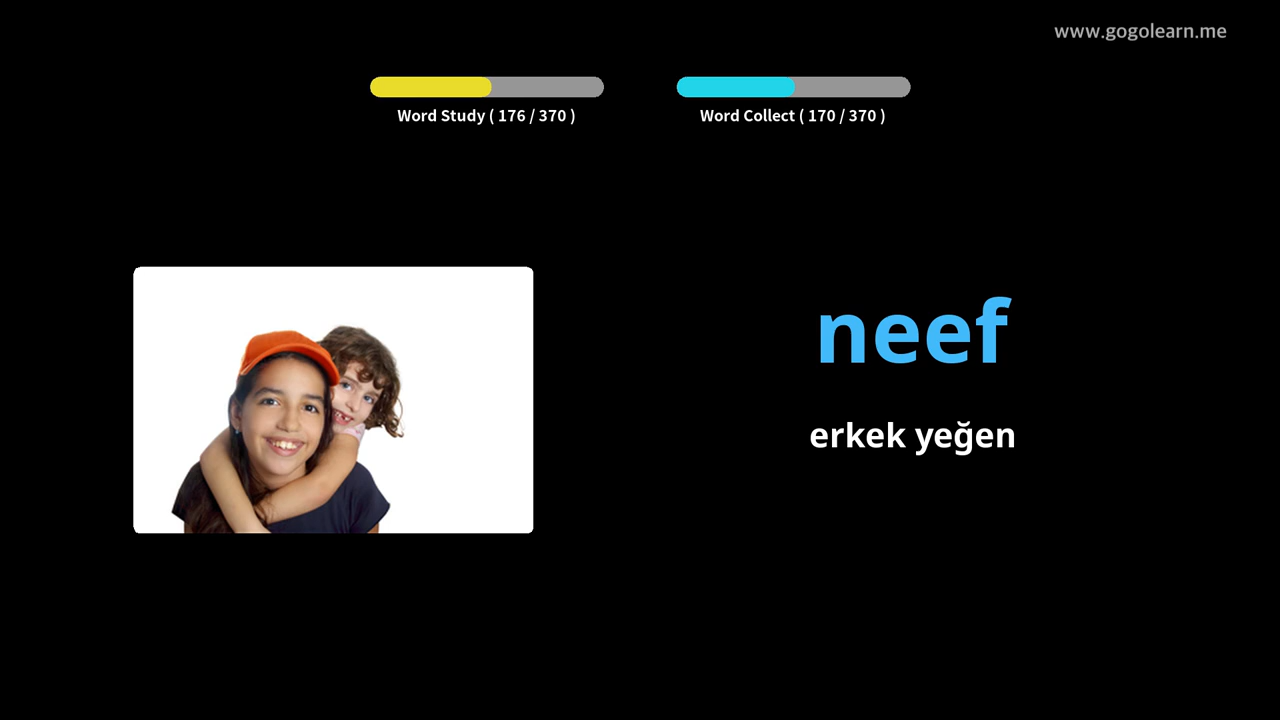 www.gogolearn.me
Word Study ( 176 / 370 )
Word Collect ( 170 / 370 )
neef
erkek yeğen